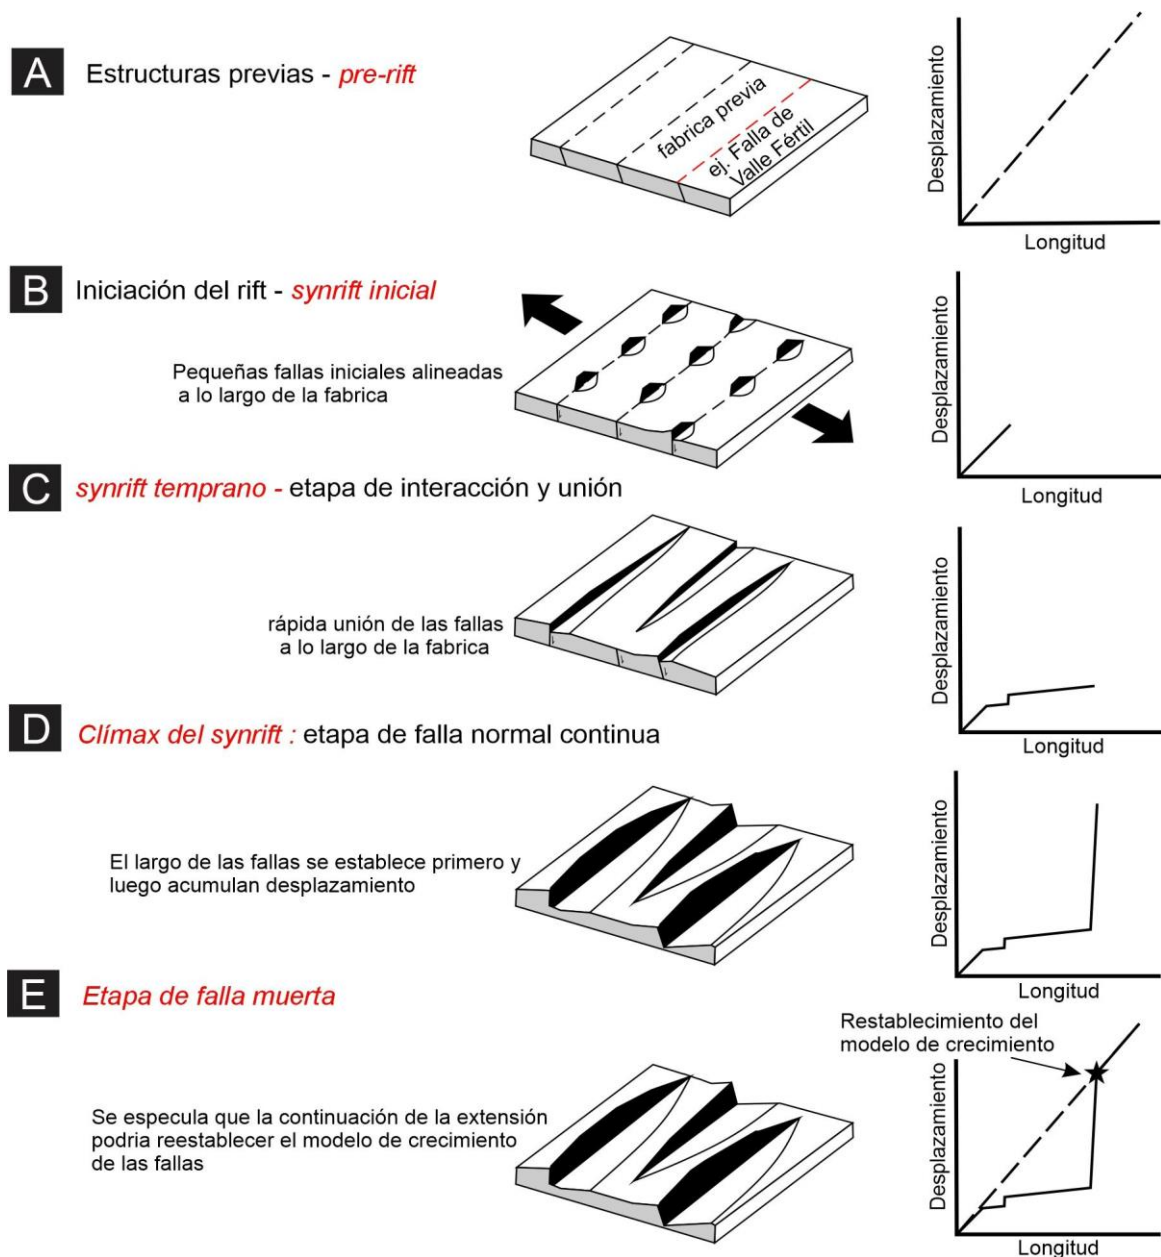 A Estructuras previas - pre-rift
fabrica previa
ej. Falla de
Valle Fértil
Desplazamiento
Longitud
B Iniciación del rift - synrift inicial
Pequeñas fallas iniciales alineadas
a lo largo de la fabrica
Desplazamiento
Longitud
C synrift temprano - etapa de interacción y unión
rápida unión de las fallas
a lo largo de la fabrica
Desplazamiento
Longitud
D Clímax del synrift : etapa de falla normal continua
El largo de las fallas se establece primero y
luego acumulan desplazamiento
Desplazamiento
Longitud
E Etapa de falla muerta
Se especula que la continuación de la extensión
podria reestablecer el modelo de crecimiento
de las fallas
Restablecimiento del
modelo de crecimiento
Desplazamiento
Longitud